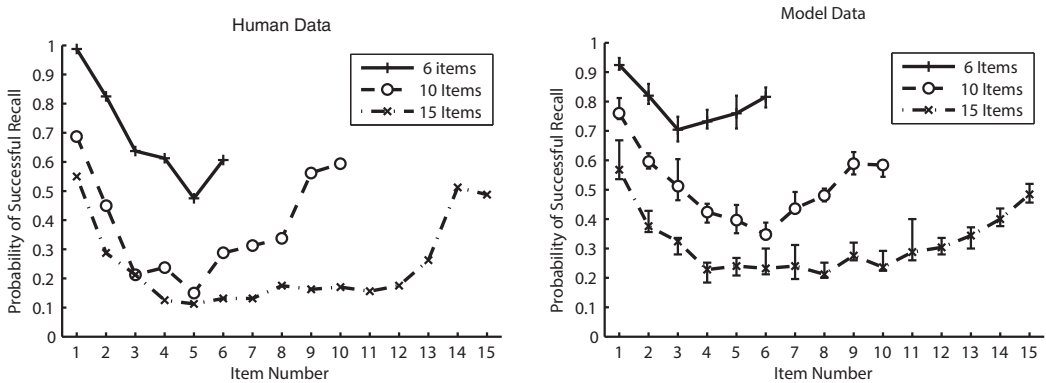 Human Data
Probability of Successful Recall
1
0.9
0.8
0.7
0.6
0.5
0.4
0.3
0.2
0.1
0
1 2 3 4 5 6 7 8 9 10 11 12 13 14 15
Item Number
6 items
10 Items
15 Items
Model Data
Probability of Successful Recall
1
0.9
0.8
0.7
0.6
0.5
0.4
0.3
0.2
0.1
0
1 2 3 4 5 6 7 8 9 10 11 12 13 14 15
Item Number
6 Items
10 Items
15 Items